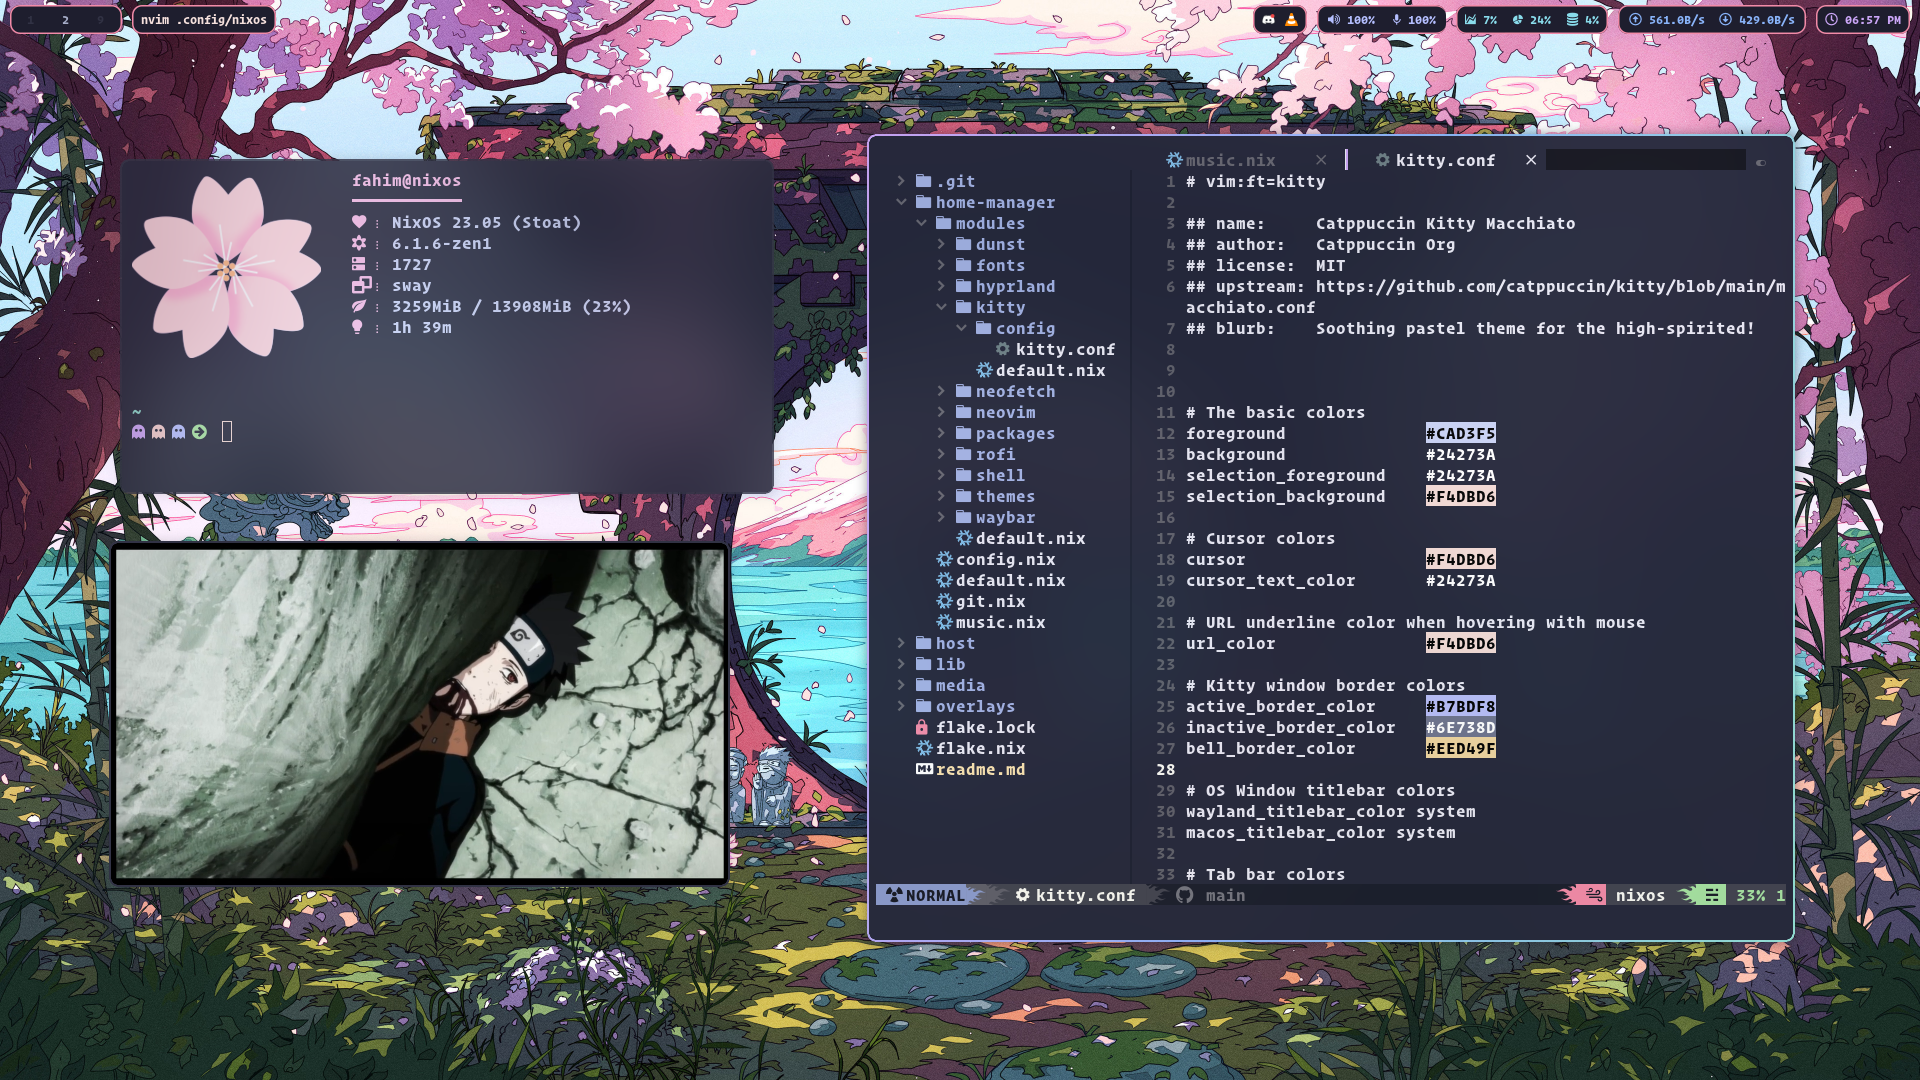 1 2 9
nvim .config/nixos
100% 100%
7% 24% 4%
561.0B/s 429.0B/s
06:57 PM
fahim@nixos
: NixOS 23.05 (Stoat)
: 6.1.6-zen1
: 1727
: sway
: 3259MiB / 13908MiB (23%)
: 1h 39m
~
.git
home-manager
modules
dunst
fonts
hyprland
kitty
config
kitty.conf
default.nix
neofetch
neovim
packages
rofi
shell
themes
waybar
default.nix
config.nix
default.nix
git.nix
music.nix
host
lib
media
overlays
flake.lock
flake.nix
readme.md
music.nix × kitty.conf ×
1 # vim:ft=kitty
2
3 ## name:     Catppuccin Kitty Macchiato
4 ## author:   Catppuccin Org
5 ## license:  MIT
6 ## upstream: https://github.com/catppuccin/kitty/blob/main/m
acchiato.conf
7 ## blurb:    Soothing pastel theme for the high-spirited!
8
9
10
11 # The basic colors
12 foreground              #CAD3F5
13 background              #24273A
14 selection_foreground    #24273A
15 selection_background    #F4DBD6
16
17 # Cursor colors
18 cursor                  #F4DBD6
19 cursor_text_color       #24273A
20
21 # URL underline color when hovering with mouse
22 url_color               #F4DBD6
23
24 # Kitty window border colors
25 active_border_color     #B7BDF8
26 inactive_border_color   #6E738D
27 bell_border_color       #EED49F
28
29 # OS Window titlebar colors
30 wayland_titlebar_color system
31 macos_titlebar_color system
32
33 # Tab bar colors
NORMAL kitty.conf main nixos 33% 1